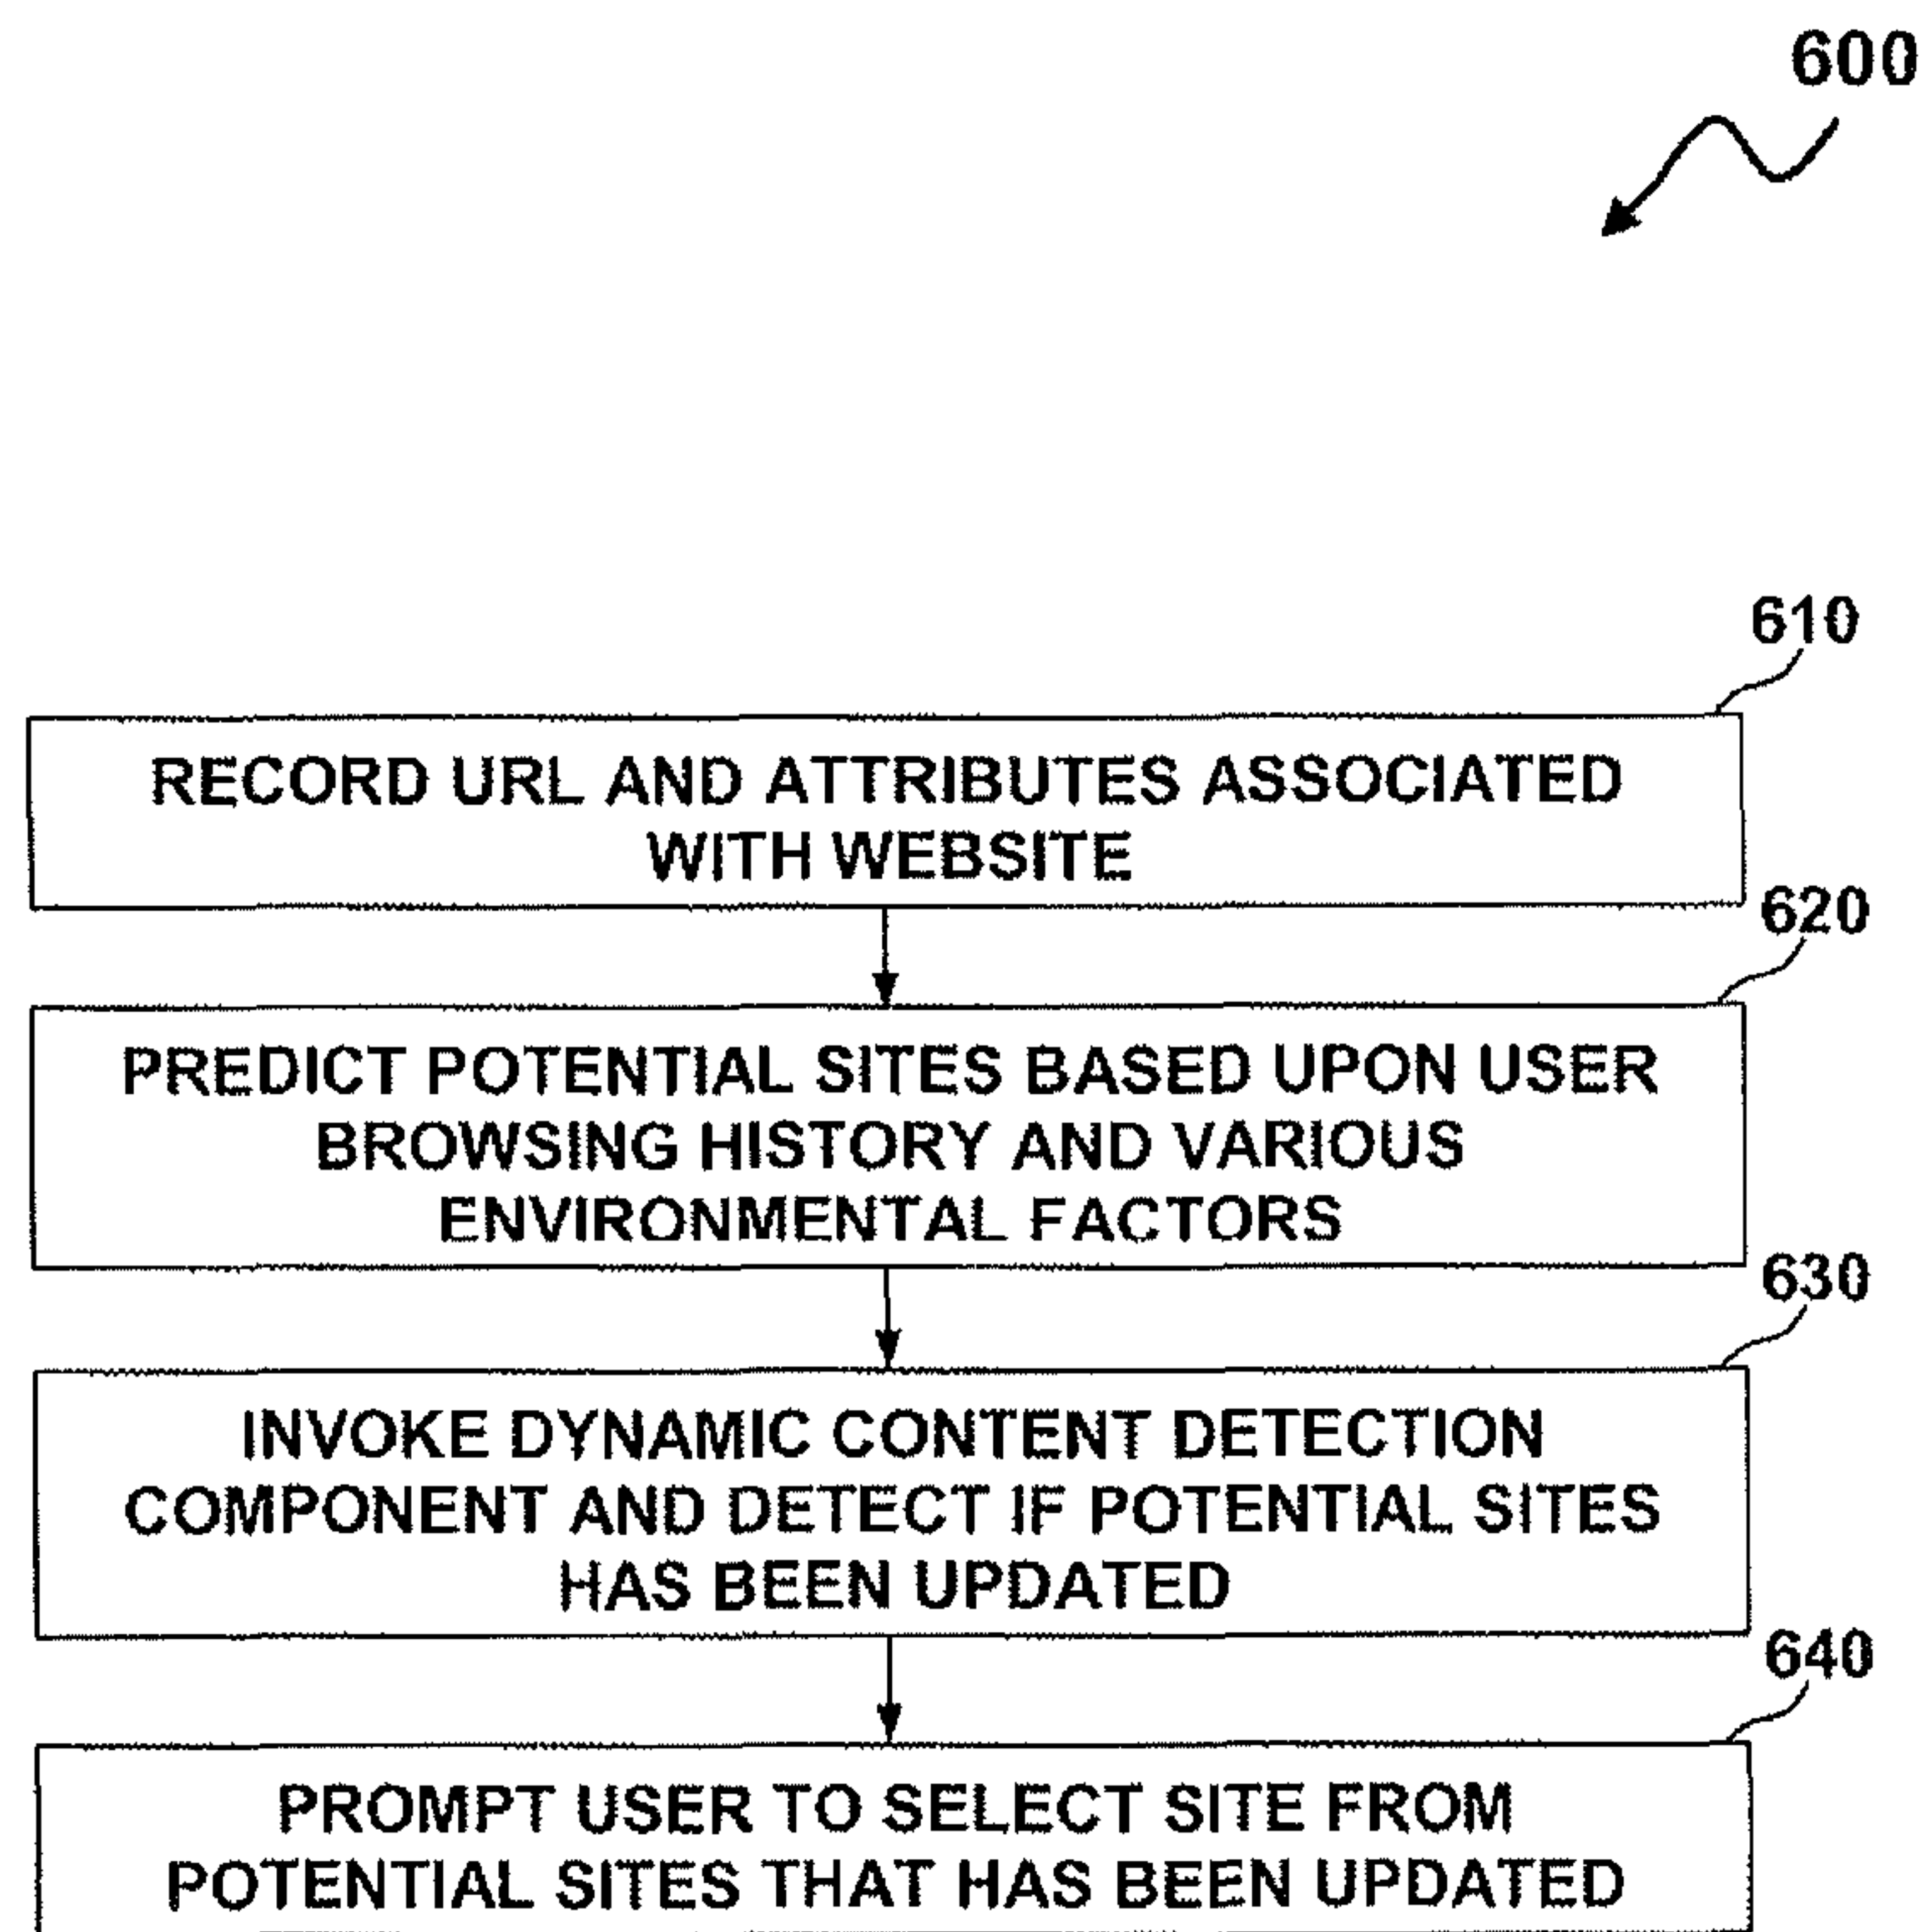 600
610
RECORD URL AND ATTRIBUTES ASSOCIATED
WITH WEBSITE
620
PREDICT POTENTIAL SITES BASED UPON USER
BROWSING HISTORY AND VARIOUS
ENVIRONMENTAL FACTORS
630
INVOKE DYNAMIC CONTENT DETECTION
COMPONENT AND DETECT IF POTENTIAL SITES
HAS BEEN UPDATED
640
PROMPT USER TO SELECT SITE FROM
POTENTIAL SITES THAT HAS BEEN UPDATED